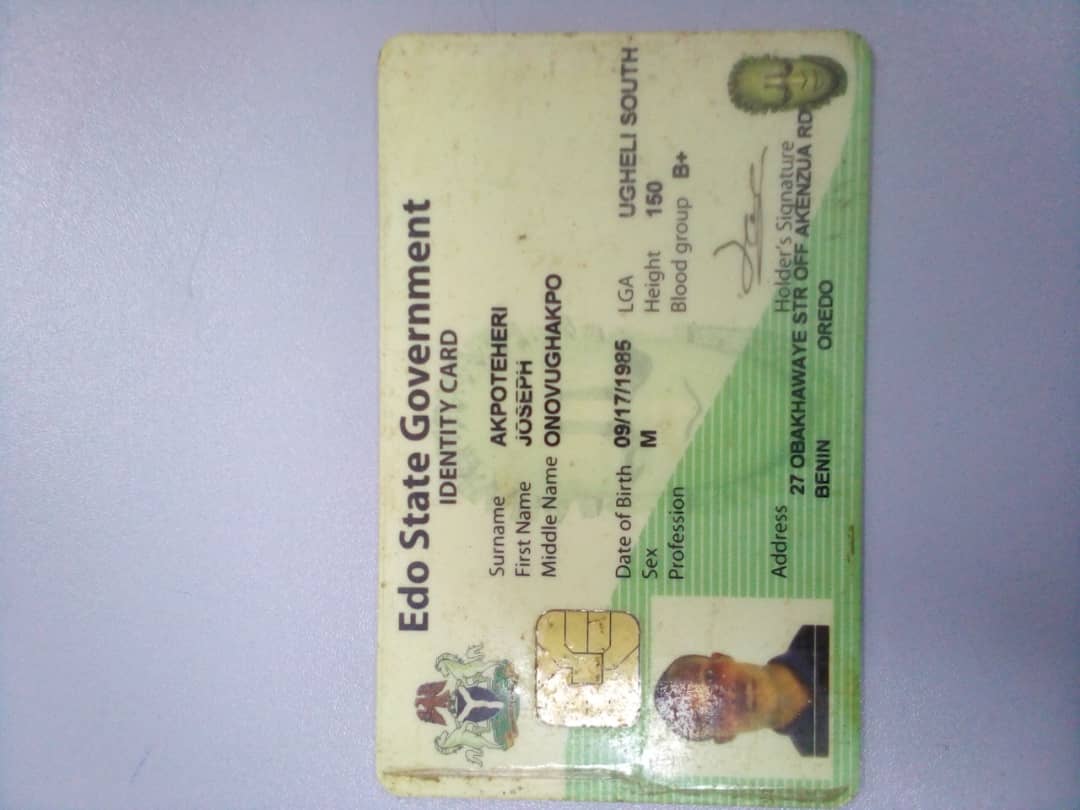 Edo State Government
IDENTITY CARD
Surname AKPOTEHERI
First Name JOSEPH
Middle Name ONOVUGHAKPO
Date of Birth 09/17/1985 LGA UGHELI SOUTH
Sex M Height 150
Profession Blood group B+
Holder's Signature
Address 27 OBAKHAWAYE STR OFF AKENZUA RD
BENIN OREDO